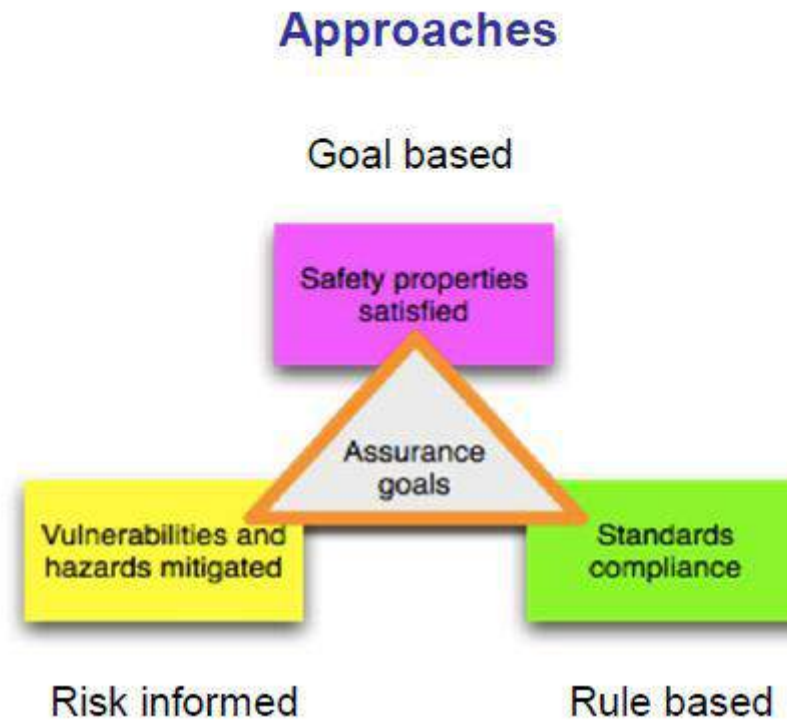 Approaches
Goal based
Safety properties
satisfied
Assurance
goals
Vulnerabilities and
hazards mitigated
Standards
compliance
Risk informed
Rule based